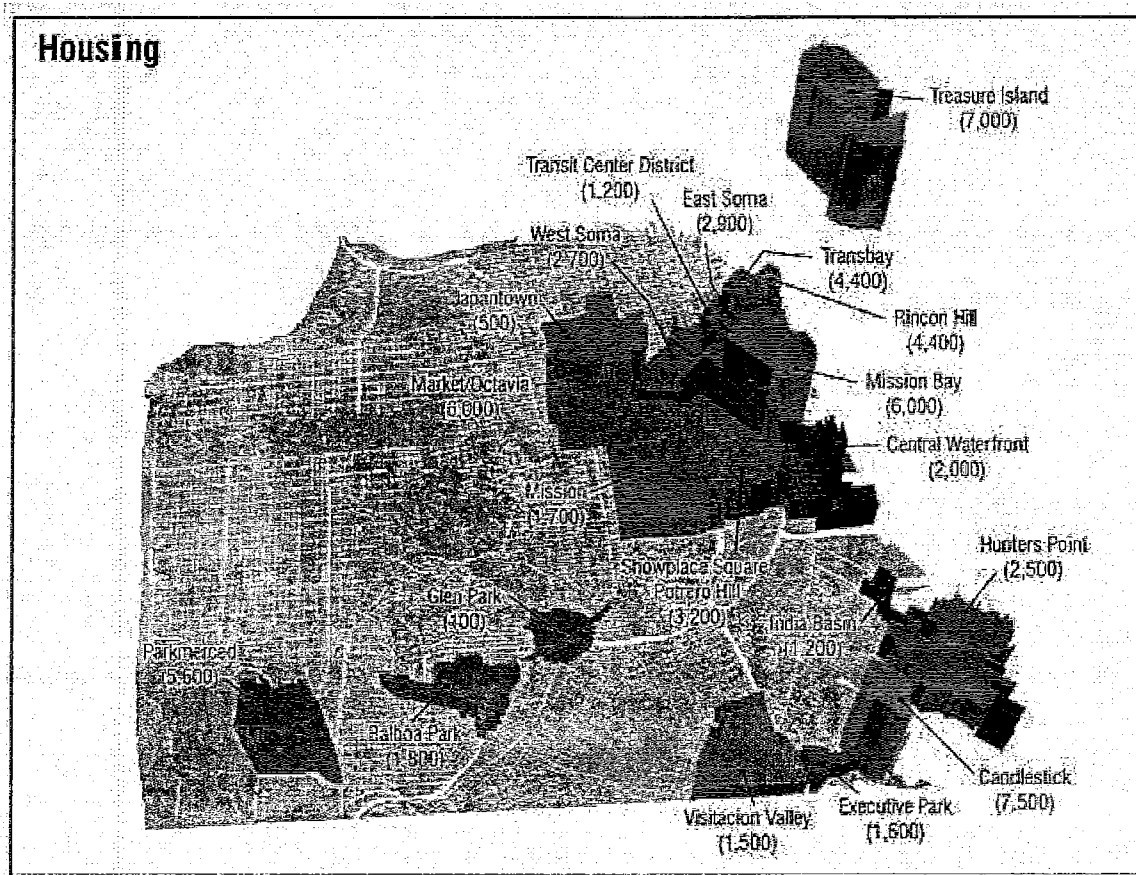 Housing
Treasure Island
(7,000)
Transit Center District
(1,200)
East Soma
(2,900)
West Soma
(2,700)
Transbay
(4,400)
Japantown
(500)
Rincon Hill
(4,400)
Market/Octavia
(6,000)
Mission Bay
(6,000)
Central Waterfront
(2,000)
Mission
(1,700)
Hunters Point
(2,500)
Showplace Square
Potrero Hill
(3,200)
Glen Park
(100)
India Basin
(1,200)
Parkmerced
(5,600)
Balboa Park
(1,800)
Candlestick
(7,500)
Executive Park
(1,600)
Visitacion Valley
(1,500)